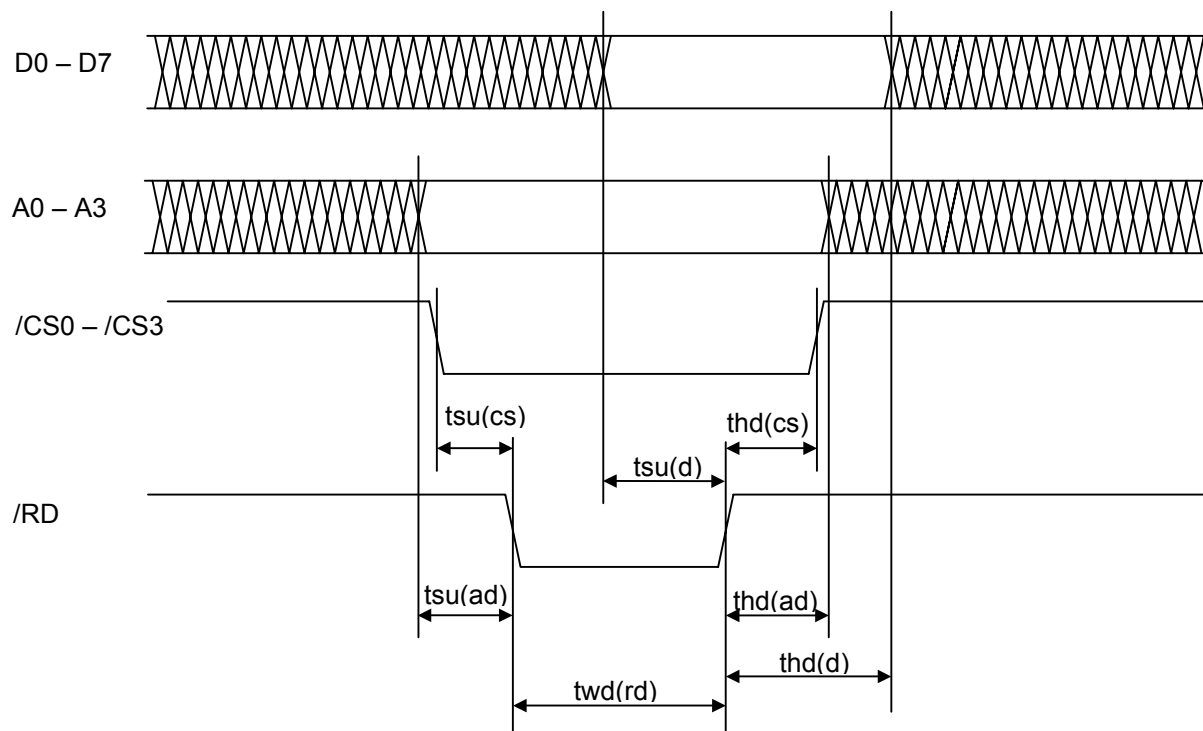 D0 – D7
A0 – A3
/CS0 – /CS3
tsu(cs)
thd(cs)
tsu(d)
/RD
tsu(ad)
thd(ad)
thd(d)
twd(rd)